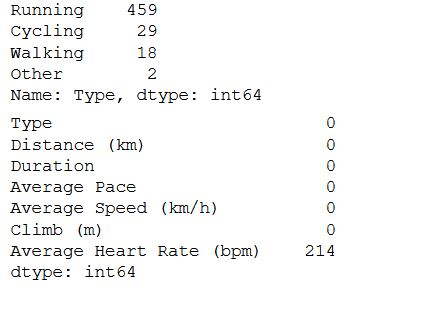 Running 459
Cycling 29
Walking 18
Other 2
Name: Type, dtype: int64
Type 0
Distance (km) 0
Duration 0
Average Pace 0
Average Speed (km/h) 0
Climb (m) 0
Average Heart Rate (bpm) 214
dtype: int64